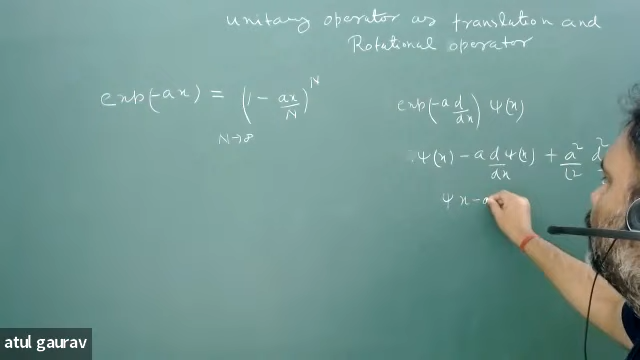 unitary operator as translation and
Rotational operator
exp(-ax) = (1 - ax/N)^N
N→∞
exp(-a d/dx) ψ(x)
ψ(x) - a d/dx ψ(x) + a²/⌊2 d²
ψ x - a
atul gaurav